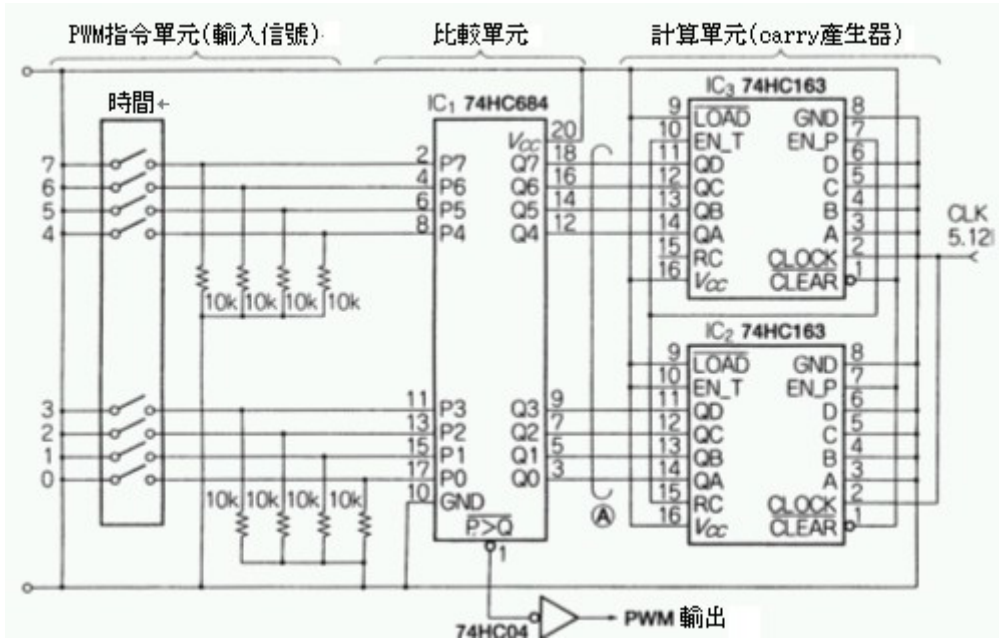 PWM指令單元(輸入信號)
比較單元
計算單元(carry產生器)
時間←
7
6
5
4
3
2
1
0
10k 10k 10k 10k
10k 10k 10k 10k
IC1 74HC684
2 P7
4 P6
6 P5
8 P4
11 P3
13 P2
15 P1
17 P0
10 GND
VCC 20
Q7 18
Q6 16
Q5 14
Q4 12
Q3 9
Q2 7
Q1 5
Q0 3
P>Q
1
Ⓐ
IC3 74HC163
9 LOAD
10 EN_T
11 QD
12 QC
13 QB
14 QA
15 RC
16 VCC
GND 8
EN_P 7
D 6
C 5
B 4
A 3
CLOCK 2
CLEAR 1
CLK
5.12
IC2 74HC163
9 LOAD
10 EN_T
11 QD
12 QC
13 QB
14 QA
15 RC
16 VCC
GND 8
EN_P 7
D 6
C 5
B 4
A 3
CLOCK 2
CLEAR 1
74HC04
PWM 輸出